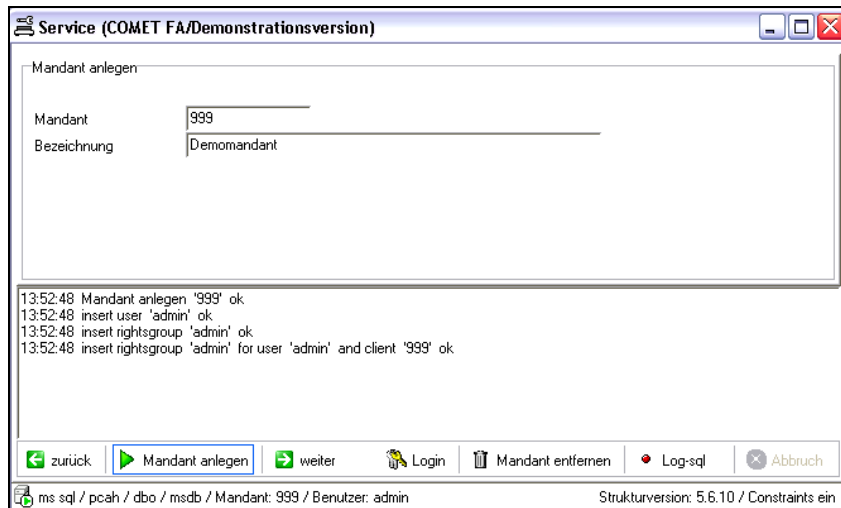 Service (COMET FA/Demonstrationsversion)
Mandant anlegen
Mandant 999
Bezeichnung Demomandant
13:52:48 Mandant anlegen '999' ok
13:52:48 insert user 'admin' ok
13:52:48 insert rightsgroup 'admin' ok
13:52:48 insert rightsgroup 'admin' for user 'admin' and client '999' ok
zurück Mandant anlegen weiter Login Mandant entfernen Log-sql Abbruch
ms sql / pcah / dbo / msdb / Mandant: 999 / Benutzer: admin Strukturversion: 5.6.10 / Constraints ein